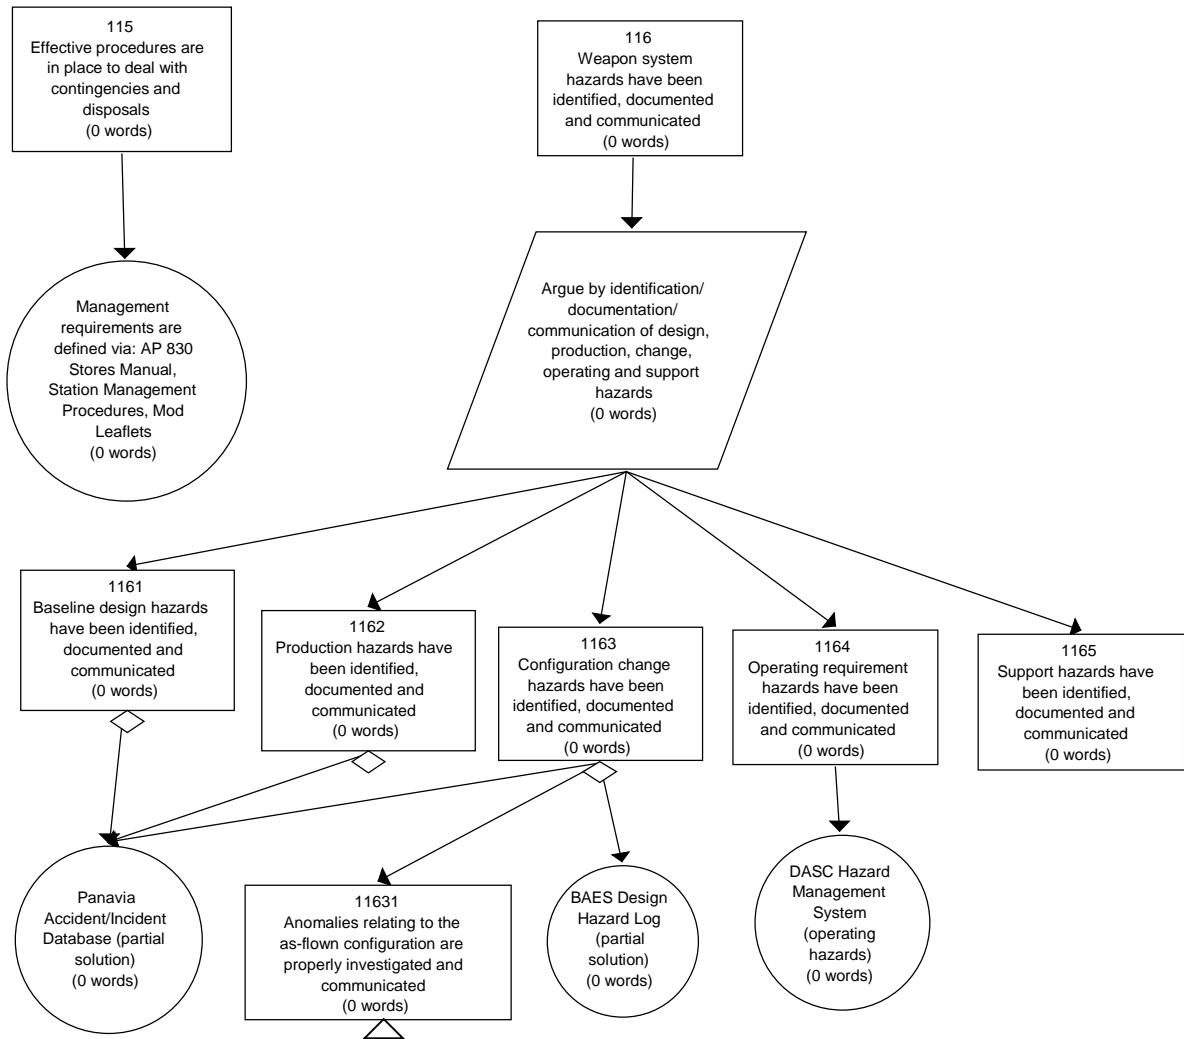 115
Effective procedures are
in place to deal with
contingencies and
disposals
(0 words)
116
Weapon system
hazards have been
identified, documented
and communicated
(0 words)
Management
requirements are
defined via: AP 830
Stores Manual,
Station Management
Procedures, Mod
Leaflets
(0 words)
Argue by identification/
documentation/
communication of design,
production, change,
operating and support
hazards
(0 words)
1161
Baseline design hazards
have been identified,
documented and
communicated
(0 words)
1162
Production hazards have
been identified,
documented and
communicated
(0 words)
1163
Configuration change
hazards have been
identified, documented
and communicated
(0 words)
1164
Operating requirement
hazards have been
identified, documented
and communicated
(0 words)
1165
Support hazards have
been identified,
documented and
communicated
(0 words)
Panavia
Accident/Incident
Database (partial
solution)
(0 words)
11631
Anomalies relating to the
as-flown configuration are
properly investigated and
communicated
(0 words)
BAES Design
Hazard Log
(partial
solution)
(0 words)
DASC Hazard
Management
System
(operating
hazards)
(0 words)